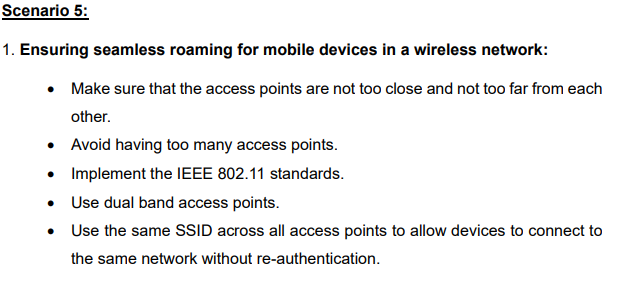 Scenario 5:
1. Ensuring seamless roaming for mobile devices in a wireless network:
• Make sure that the access points are not too close and not too far from each
other.
• Avoid having too many access points.
• Implement the IEEE 802.11 standards.
• Use dual band access points.
• Use the same SSID across all access points to allow devices to connect to
the same network without re-authentication.